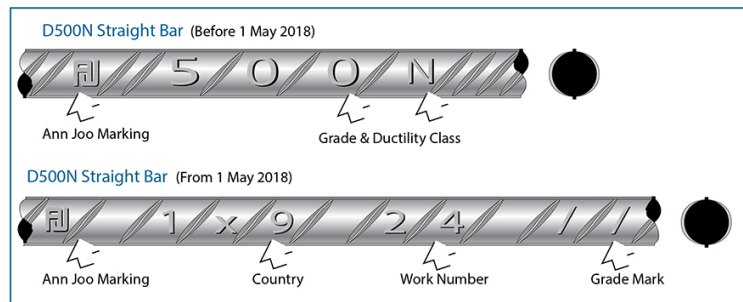 D500N Straight Bar (Before 1 May 2018)
5 0 0 N
Ann Joo Marking
Grade & Ductility Class
D500N Straight Bar (From 1 May 2018)
1 x 9 2 4 / /
Ann Joo Marking Country Work Number Grade Mark